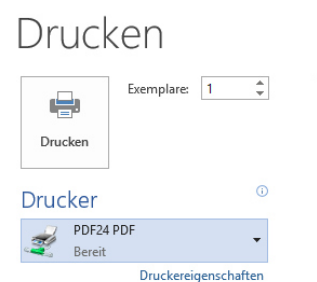 Drucken
Exemplare: 1
Drucken
Drucker
PDF24 PDF
Bereit
Druckereigenschaften